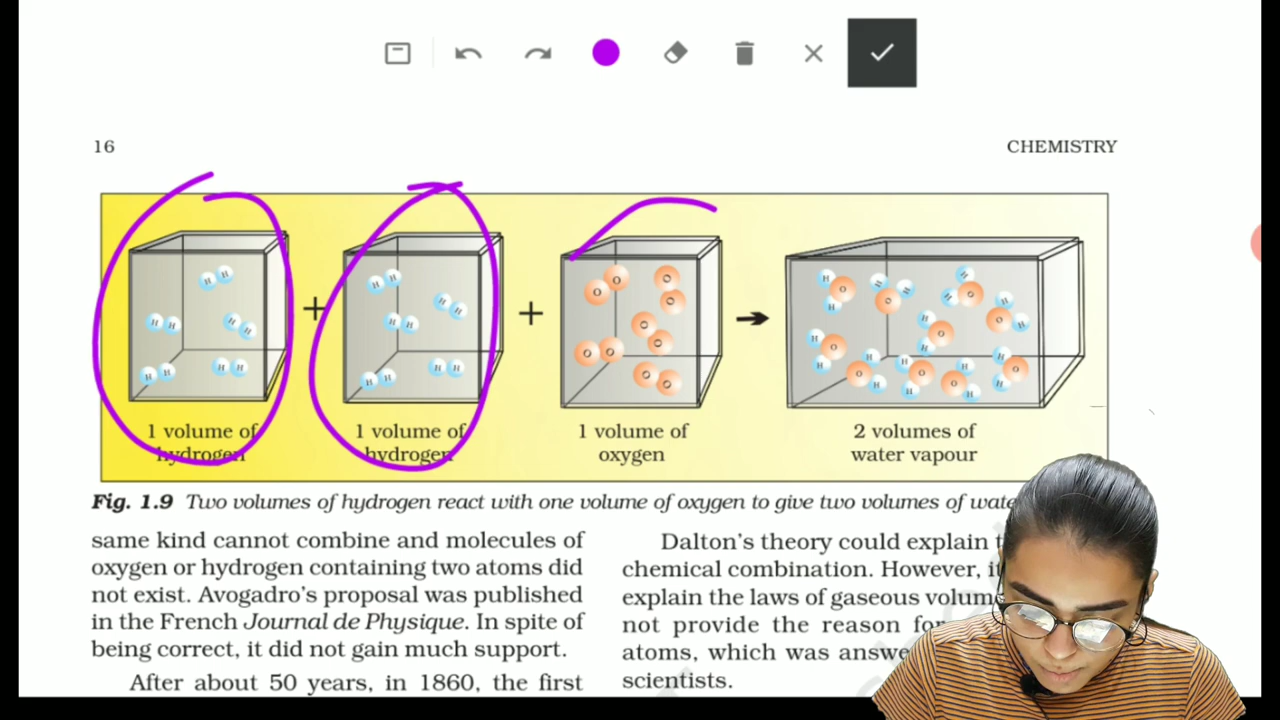 16
CHEMISTRY
H H H H H H H H H H
+
H H H H H H H H H H
+
O O O O O O O O O O
1 volume of hydrogen
1 volume of hydrogen
1 volume of oxygen
2 volumes of water vapour
Fig. 1.9 Two volumes of hydrogen react with one volume of oxygen to give two volumes of
same kind cannot combine and molecules of
oxygen or hydrogen containing two atoms did
not exist. Avogadro's proposal was published
in the French Journal de Physique. In spite of
being correct, it did not gain much support.
After about 50 years, in 1860, the first
Dalton's theory could explain
chemical combination. However,
explain the laws of gaseous
not provide the reason for
atoms, which was
scientists.